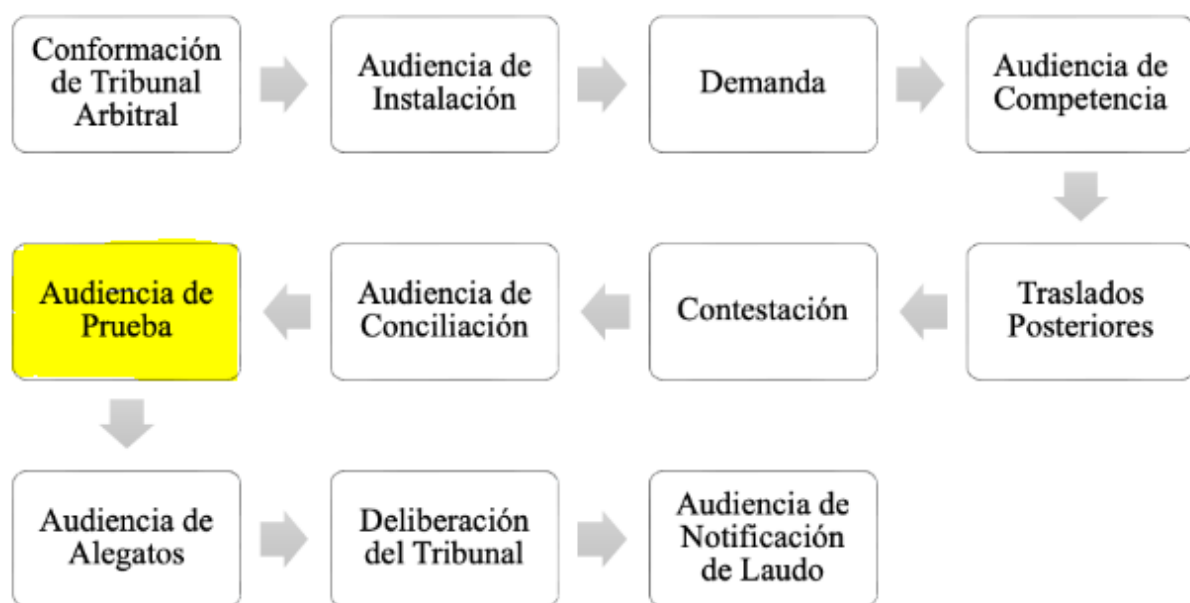 Conformación
de Tribunal
Arbitral
Audiencia de
Instalación
Demanda
Audiencia de
Competencia
Traslados
Posteriores
Contestación
Audiencia de
Conciliación
Audiencia de
Prueba
Audiencia de
Alegatos
Deliberación
del Tribunal
Audiencia de
Notificación
de Laudo